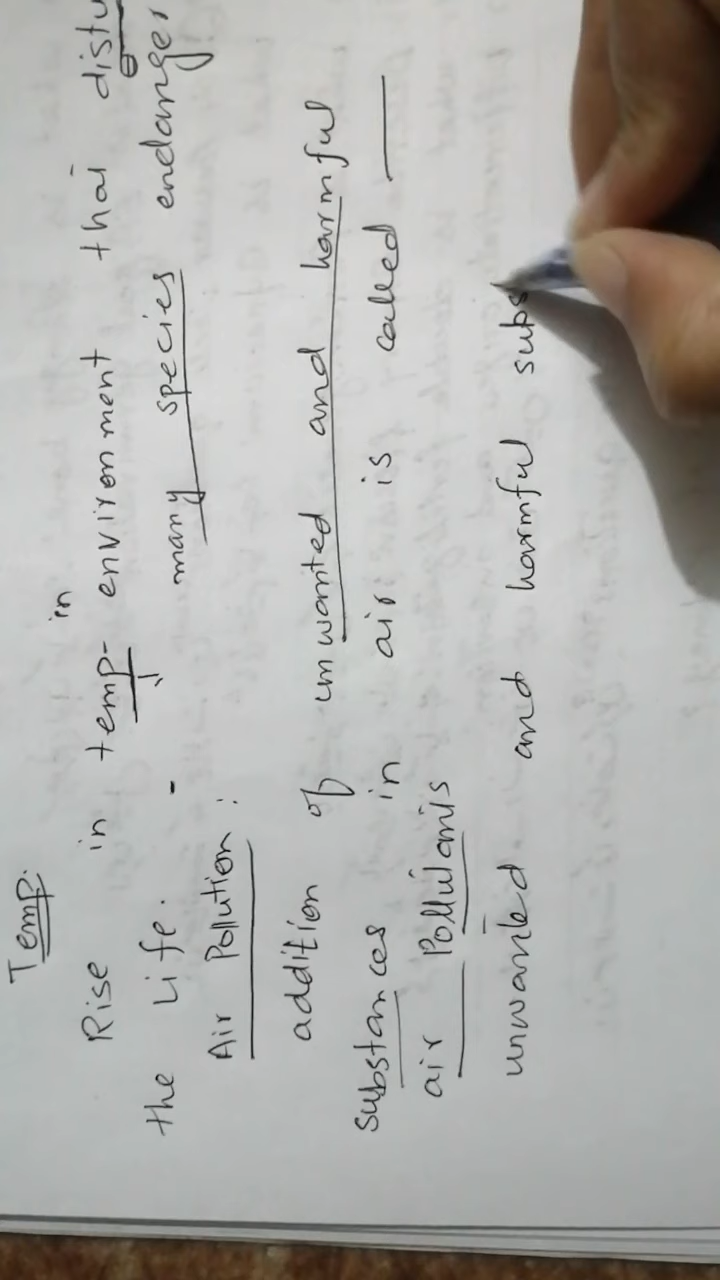 Temp.
in
Rise in temp- environment that distu
the Life. - many species endanger
Air Pollution :
addition of unwanted and harmful
substances in air is called
air Pollutants
unwanted and harmful subs